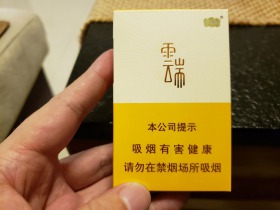 雲端
本公司提示
吸烟有害健康
请勿在禁烟场所吸烟